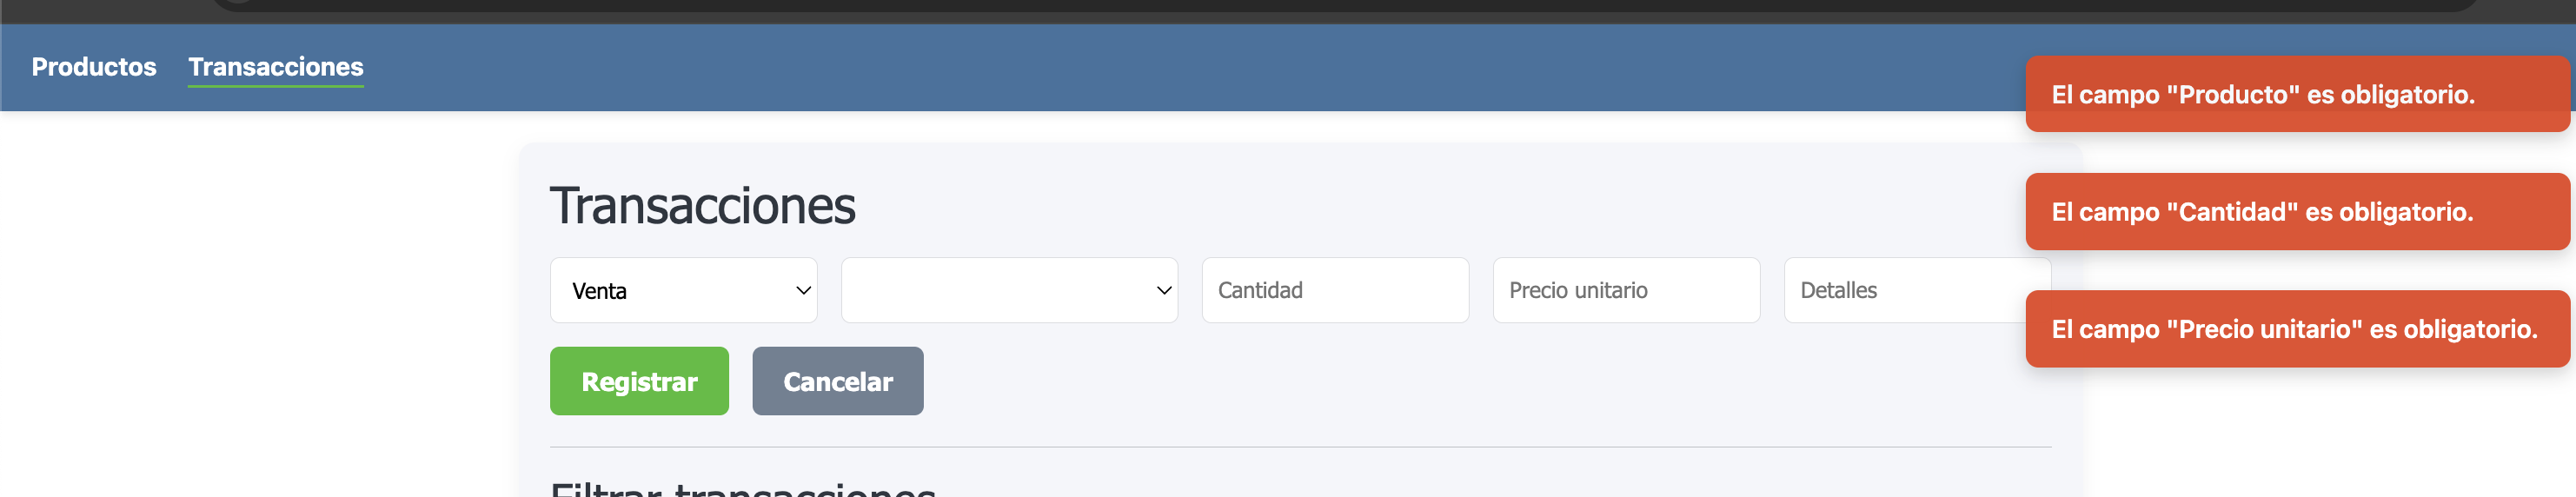 Productos Transacciones
El campo "Producto" es obligatorio.
Transacciones
El campo "Cantidad" es obligatorio.
Venta Cantidad Precio unitario Detalles
El campo "Precio unitario" es obligatorio.
Registrar Cancelar
Filtrar transacciones